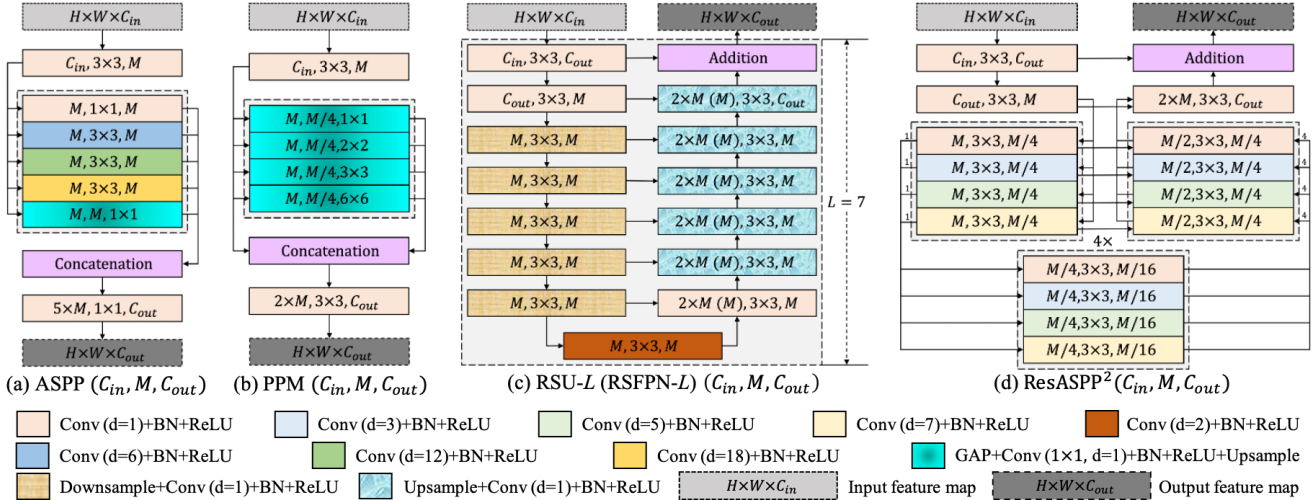 H×W×C_in
C_in, 3×3, M
M, 1×1, M
M, 3×3, M
M, 3×3, M
M, 3×3, M
M, M, 1×1
Concatenation
5×M, 1×1, C_out
H×W×C_out
(a) ASPP (C_in, M, C_out)
H×W×C_in
C_in, 3×3, M
M, M/4, 1×1
M, M/4, 2×2
M, M/4, 3×3
M, M/4, 6×6
Concatenation
2×M, 3×3, C_out
H×W×C_out
(b) PPM (C_in, M, C_out)
H×W×C_in
H×W×C_out
C_in, 3×3, C_out
Addition
C_out, 3×3, M
2×M (M), 3×3, C_out
M, 3×3, M
2×M (M), 3×3, M
M, 3×3, M
2×M (M), 3×3, M
M, 3×3, M
2×M (M), 3×3, M
M, 3×3, M
2×M (M), 3×3, M
M, 3×3, M
2×M (M), 3×3, M
M, 3×3, M
L = 7
(c) RSU-L (RSFPN-L) (C_in, M, C_out)
H×W×C_in
H×W×C_out
C_in, 3×3, C_out
Addition
C_out, 3×3, M
2×M, 3×3, C_out
1
M, 3×3, M/4
M/2, 3×3, M/4
4
1
M, 3×3, M/4
M/2, 3×3, M/4
4
1
M, 3×3, M/4
M/2, 3×3, M/4
4
1
M, 3×3, M/4
M/2, 3×3, M/4
4
4×
M/4, 3×3, M/16
M/4, 3×3, M/16
M/4, 3×3, M/16
M/4, 3×3, M/16
(d) ResASPP² (C_in, M, C_out)
Conv (d=1)+BN+ReLU
Conv (d=3)+BN+ReLU
Conv (d=5)+BN+ReLU
Conv (d=7)+BN+ReLU
Conv (d=2)+BN+ReLU
Conv (d=6)+BN+ReLU
Conv (d=12)+BN+ReLU
Conv (d=18)+BN+ReLU
GAP+Conv (1×1, d=1)+BN+ReLU+Upsample
Downsample+Conv (d=1)+BN+ReLU
Upsample+Conv (d=1)+BN+ReLU
H×W×C_in
Input feature map
H×W×C_out
Output feature map